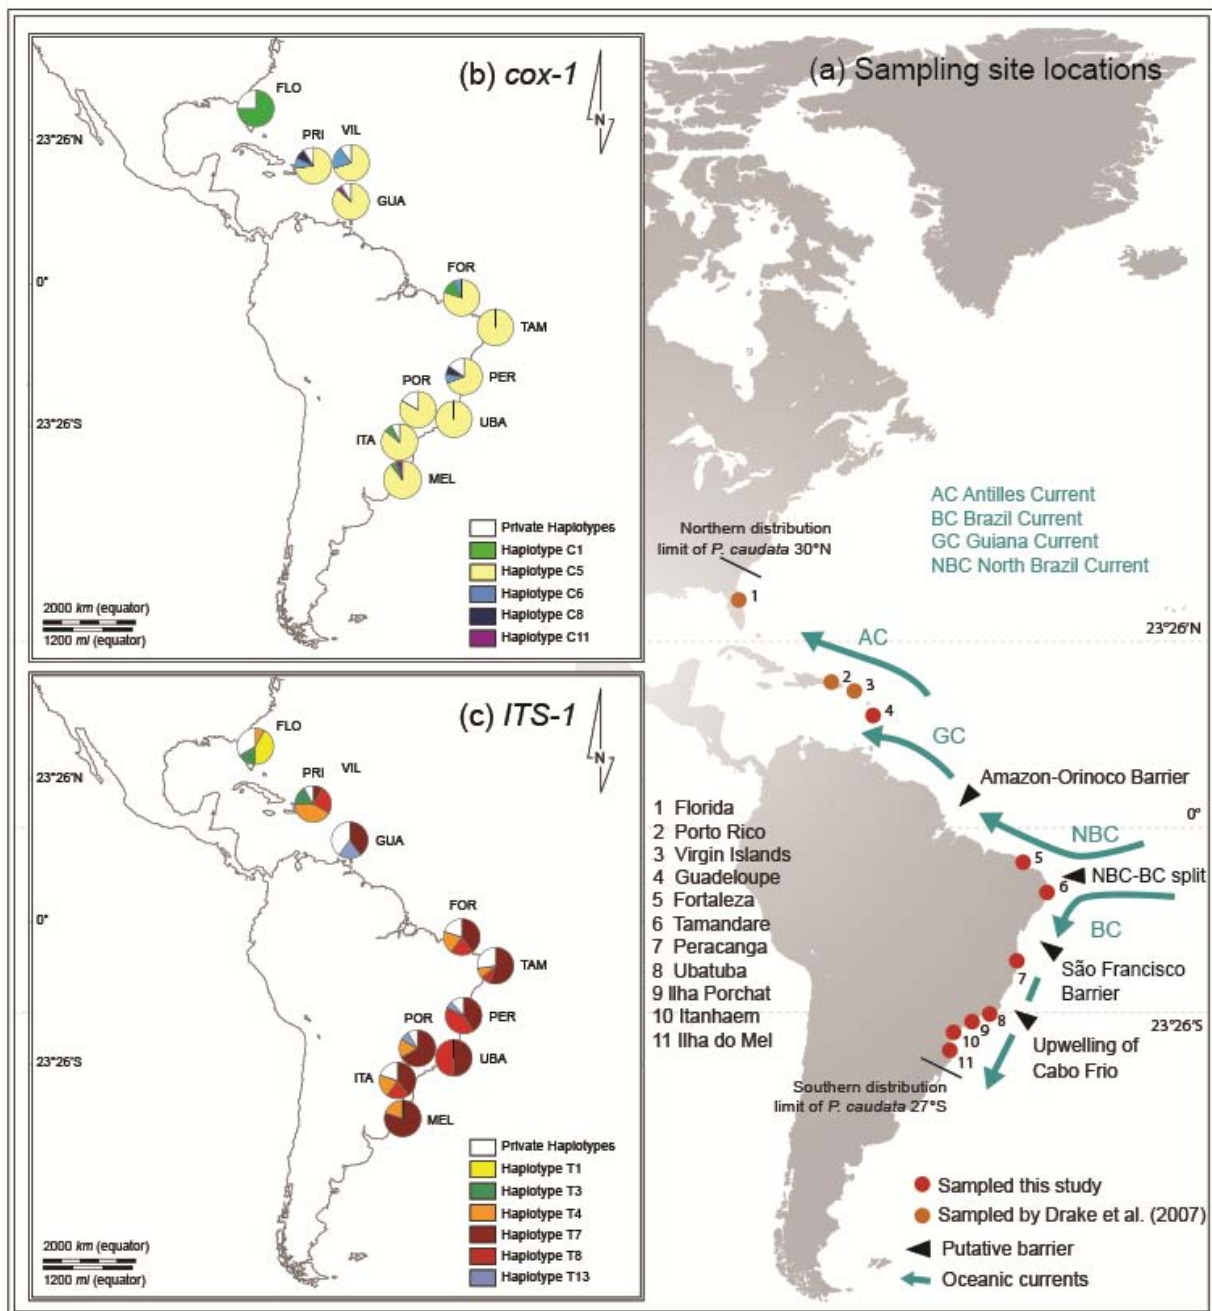 (b) cox-1
FLO
N
23°26'N
PRI
VIL
GUA
0°
FOR
TAM
PER
POR
23°26'S
UBA
ITA
MEL
Private Haplotypes
Haplotype C1
Haplotype C5
Haplotype C6
Haplotype C8
Haplotype C11
2000 km (equator)
1200 mi (equator)
(c) ITS-1
FLO
N
23°26'N
PRI
VIL
GUA
0°
FOR
TAM
PER
POR
23°26'S
UBA
ITA
MEL
Private Haplotypes
Haplotype T1
Haplotype T3
Haplotype T4
Haplotype T7
Haplotype T8
Haplotype T13
2000 km (equator)
1200 mi (equator)
(a) Sampling site locations
AC Antilles Current
BC Brazil Current
GC Guiana Current
NBC North Brazil Current
Northern distribution
limit of P. caudata 30°N
1
23°26'N
AC
2
3
4
GC
Amazon-Orinoco Barrier
0°
NBC
5
NBC-BC split
6
BC
São Francisco
Barrier
7
23°26'S
8
9
10
11
Upwelling of
Cabo Frio
Southern distribution
limit of P. caudata 27°S
1 Florida
2 Porto Rico
3 Virgin Islands
4 Guadeloupe
5 Fortaleza
6 Tamandare
7 Peracanga
8 Ubatuba
9 Ilha Porchat
10 Itanhaem
11 Ilha do Mel
Sampled this study
Sampled by Drake et al. (2007)
Putative barrier
Oceanic currents